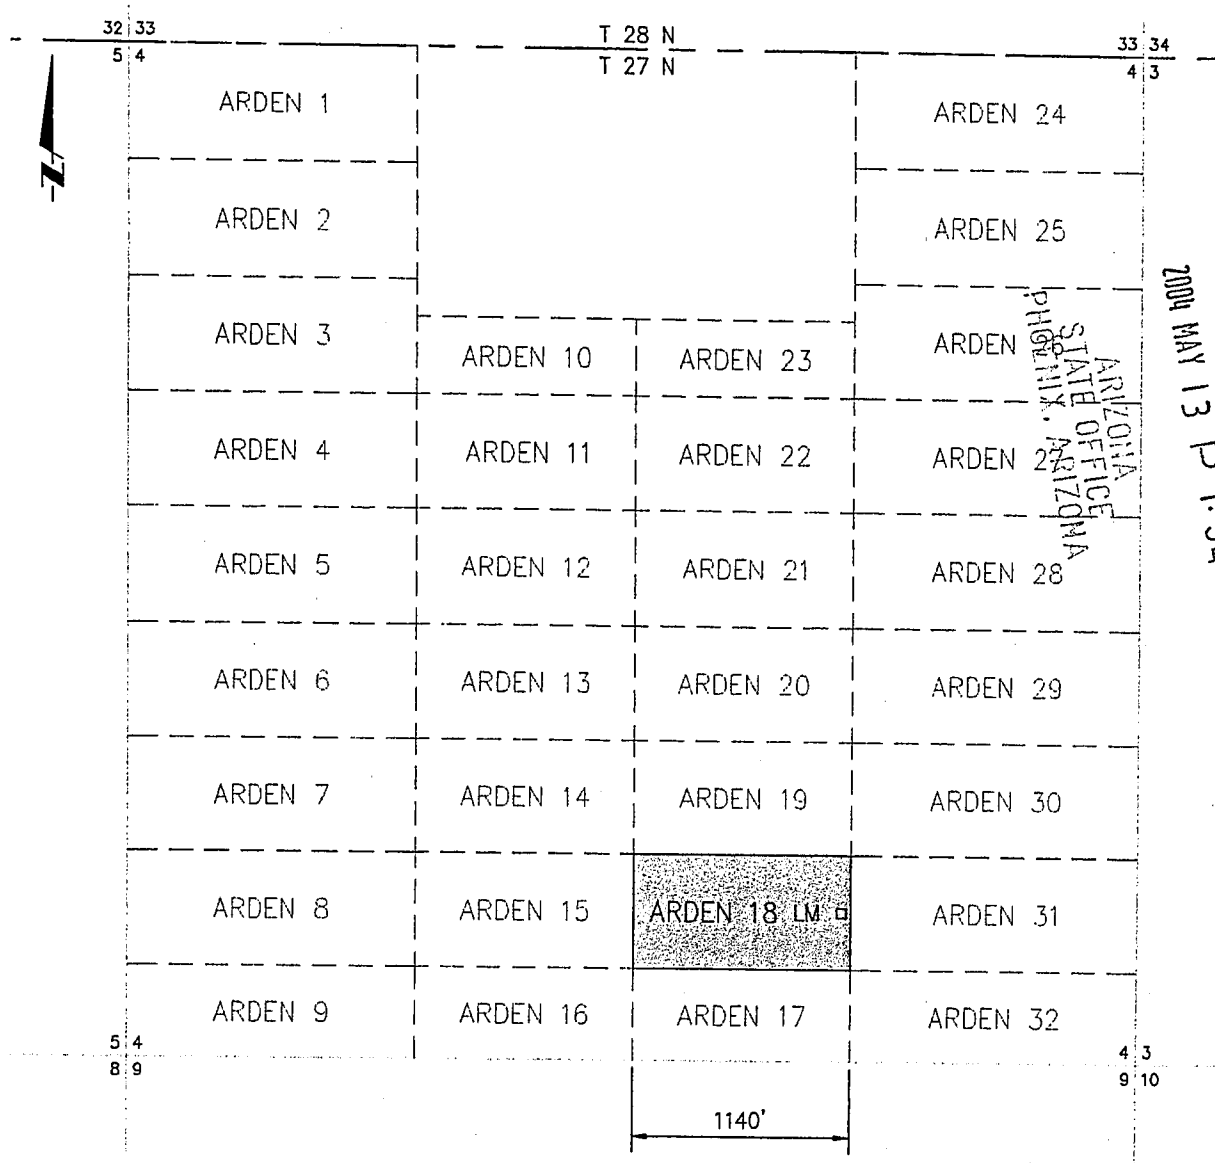 32 33
T 28 N
33 34
5 4
T 27 N
4 3
N
ARDEN 1
ARDEN 24
ARDEN 2
ARDEN 25
ARDEN 3
ARDEN 10
ARDEN 23
ARDEN
ARDEN 4
ARDEN 11
ARDEN 22
ARDEN 27
ARDEN 5
ARDEN 12
ARDEN 21
ARDEN 28
ARDEN 6
ARDEN 13
ARDEN 20
ARDEN 29
ARDEN 7
ARDEN 14
ARDEN 19
ARDEN 30
ARDEN 8
ARDEN 15
ARDEN 18 LM
ARDEN 31
ARDEN 9
ARDEN 16
ARDEN 17
ARDEN 32
5 4
8 9
4 3
9 10
1140'
2004 MAY 13 P 1:
ARIZONA
STATE OFFICE
PHOENIX, ARIZONA